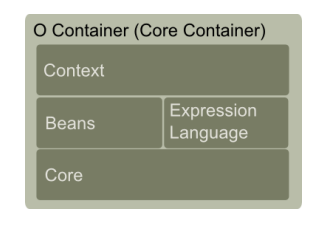 O Container (Core Container)
Context
Beans
Expression
Language
Core